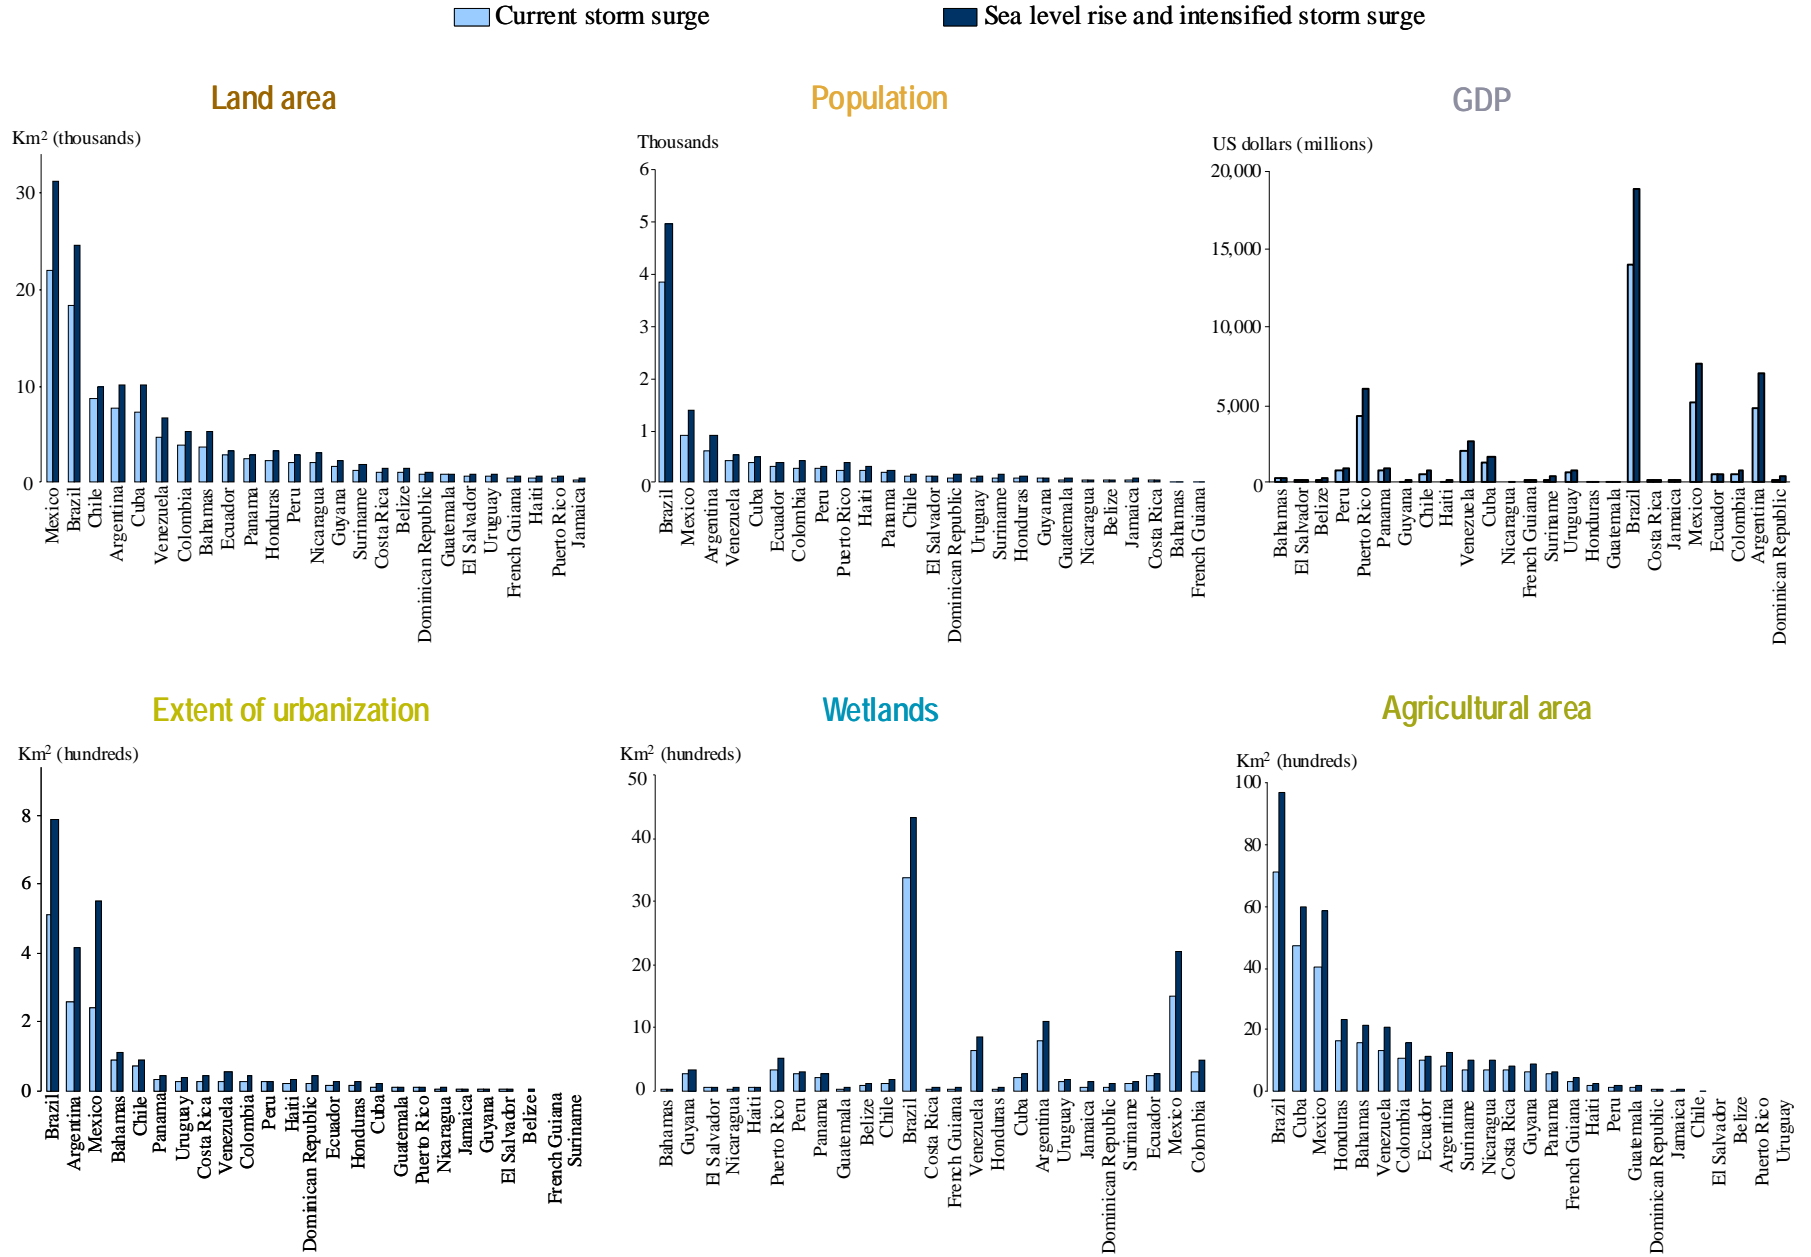 Current storm surge
Sea level rise and intensified storm surge
Land area
Km² (thousands)
30
20
10
0
Mexico
Brazil
Chile
Argentina
Cuba
Venezuela
Colombia
Bahamas
Ecuador
Panama
Honduras
Peru
Nicaragua
Guyana
Suriname
Costa Rica
Belize
Dominican Republic
Guatemala
El Salvador
Uruguay
French Guiana
Haiti
Puerto Rico
Jamaica
Population
Thousands
6
5
4
3
2
1
0
Brazil
Mexico
Argentina
Venezuela
Cuba
Ecuador
Colombia
Peru
Puerto Rico
Haiti
Panama
Chile
El Salvador
Dominican Republic
Uruguay
Suriname
Honduras
Guyana
Guatemala
Nicaragua
Belize
Jamaica
Costa Rica
Bahamas
French Guiana
GDP
US dollars (millions)
20,000
15,000
10,000
5,000
0
Bahamas
El Salvador
Belize
Peru
Puerto Rico
Panama
Guyana
Chile
Haiti
Venezuela
Cuba
Nicaragua
French Guiana
Suriname
Uruguay
Honduras
Guatemala
Brazil
Costa Rica
Jamaica
Mexico
Ecuador
Colombia
Argentina
Dominican Republic
Extent of urbanization
Km² (hundreds)
8
6
4
2
0
Brazil
Argentina
Mexico
Bahamas
Chile
Panama
Uruguay
Costa Rica
Venezuela
Colombia
Peru
Haiti
Dominican Republic
Ecuador
Honduras
Cuba
Guatemala
Puerto Rico
Nicaragua
Jamaica
Guyana
El Salvador
Belize
French Guiana
Suriname
Wetlands
Km² (hundreds)
50
40
30
20
10
0
Bahamas
Guyana
El Salvador
Nicaragua
Haiti
Puerto Rico
Peru
Panama
Guatemala
Belize
Chile
Brazil
Costa Rica
French Guiana
Venezuela
Honduras
Cuba
Argentina
Uruguay
Jamaica
Dominican Republic
Suriname
Ecuador
Mexico
Colombia
Agricultural area
Km² (hundreds)
100
80
60
40
20
0
Brazil
Cuba
Mexico
Honduras
Bahamas
Venezuela
Colombia
Ecuador
Argentina
Suriname
Nicaragua
Costa Rica
Guyana
Panama
French Guiana
Haiti
Peru
Guatemala
Dominican Republic
Jamaica
Chile
El Salvador
Belize
Puerto Rico
Uruguay